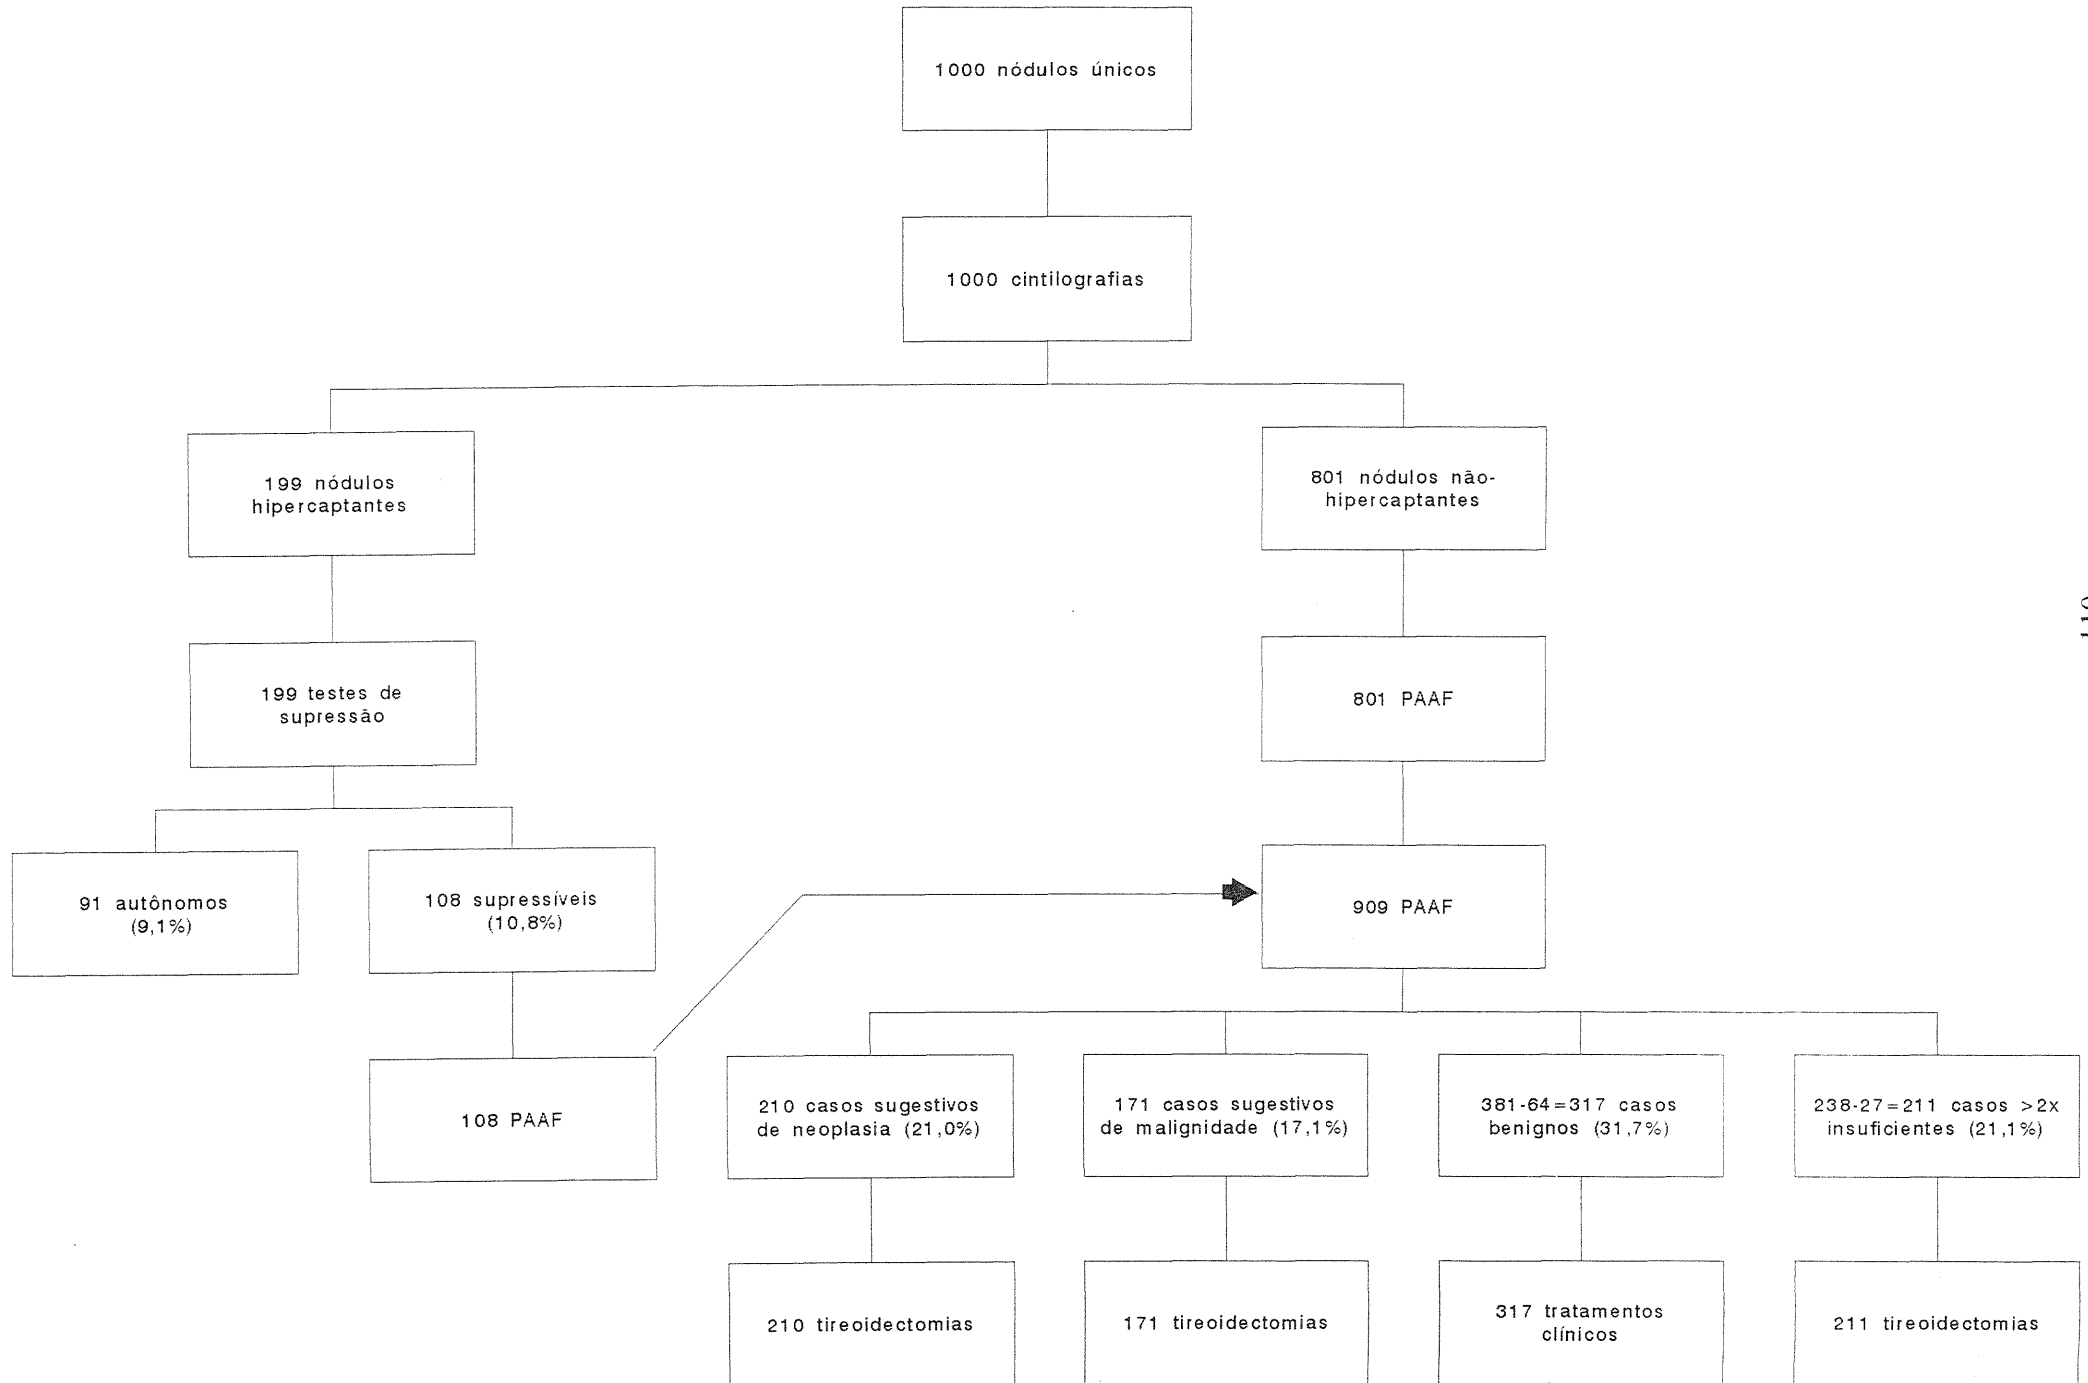 1000 nódulos únicos
1000 cintilografias
199 nódulos
hipercaptantes
801 nódulos não-
hipercaptantes
199 testes de
supressão
801 PAAF
91 autônomos
(9,1%)
108 supressíveis
(10,8%)
909 PAAF
108 PAAF
210 casos sugestivos
de neoplasia (21,0%)
171 casos sugestivos
de malignidade (17,1%)
381-64=317 casos
benignos (31,7%)
238-27=211 casos >2x
insuficientes (21,1%)
210 tireoidectomias
171 tireoidectomias
317 tratamentos
clínicos
211 tireoidectomias